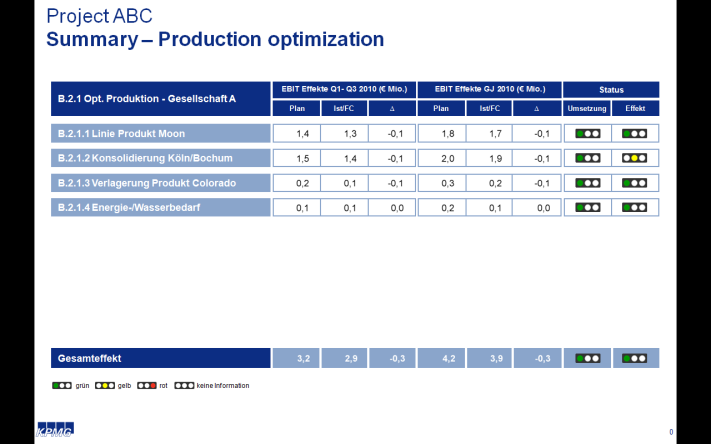 Project ABC
Summary – Production optimization
B.2.1 Opt. Produktion - Gesellschaft A
EBIT Effekte Q1- Q3 2010 (€ Mio.) EBIT Effekte GJ 2010 (€ Mio.) Status
Plan Ist/FC Δ Plan Ist/FC Δ Umsetzung Effekt
B.2.1.1 Linie Produkt Moon 1,4 1,3 -0,1 1,8 1,7 -0,1
B.2.1.2 Konsolidierung Köln/Bochum 1,5 1,4 -0,1 2,0 1,9 -0,1
B.2.1.3 Verlagerung Produkt Colorado 0,2 0,1 -0,1 0,3 0,2 -0,1
B.2.1.4 Energie-/Wasserbedarf 0,1 0,1 0,0 0,2 0,1 0,0
Gesamteffekt 3,2 2,9 -0,3 4,2 3,9 -0,3
grün gelb rot keine Information
KPMG 0